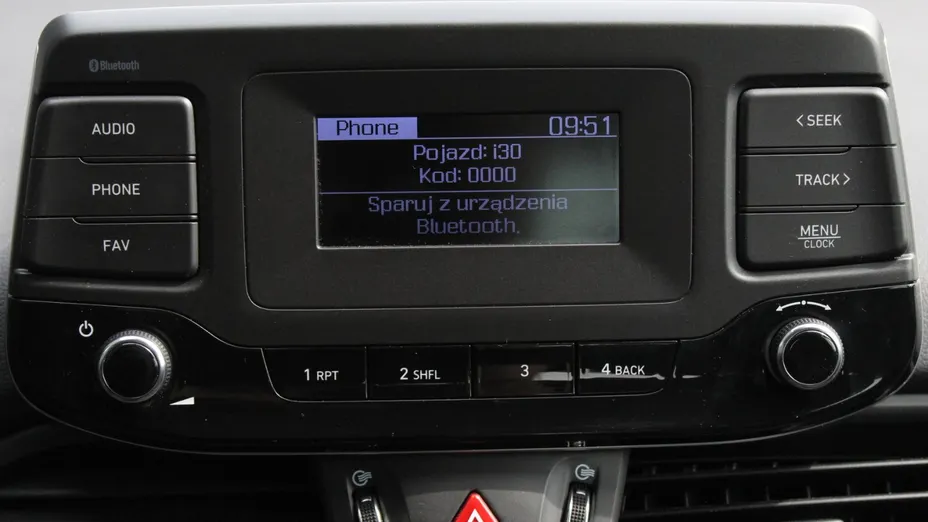 Bluetooth
AUDIO
PHONE
FAV
Phone 09:51
Pojazd: i30
Kod: 0000
Sparuj z urządzenia
Bluetooth.
< SEEK
TRACK >
MENU
CLOCK
1 RPT
2 SHFL
3
4 BACK